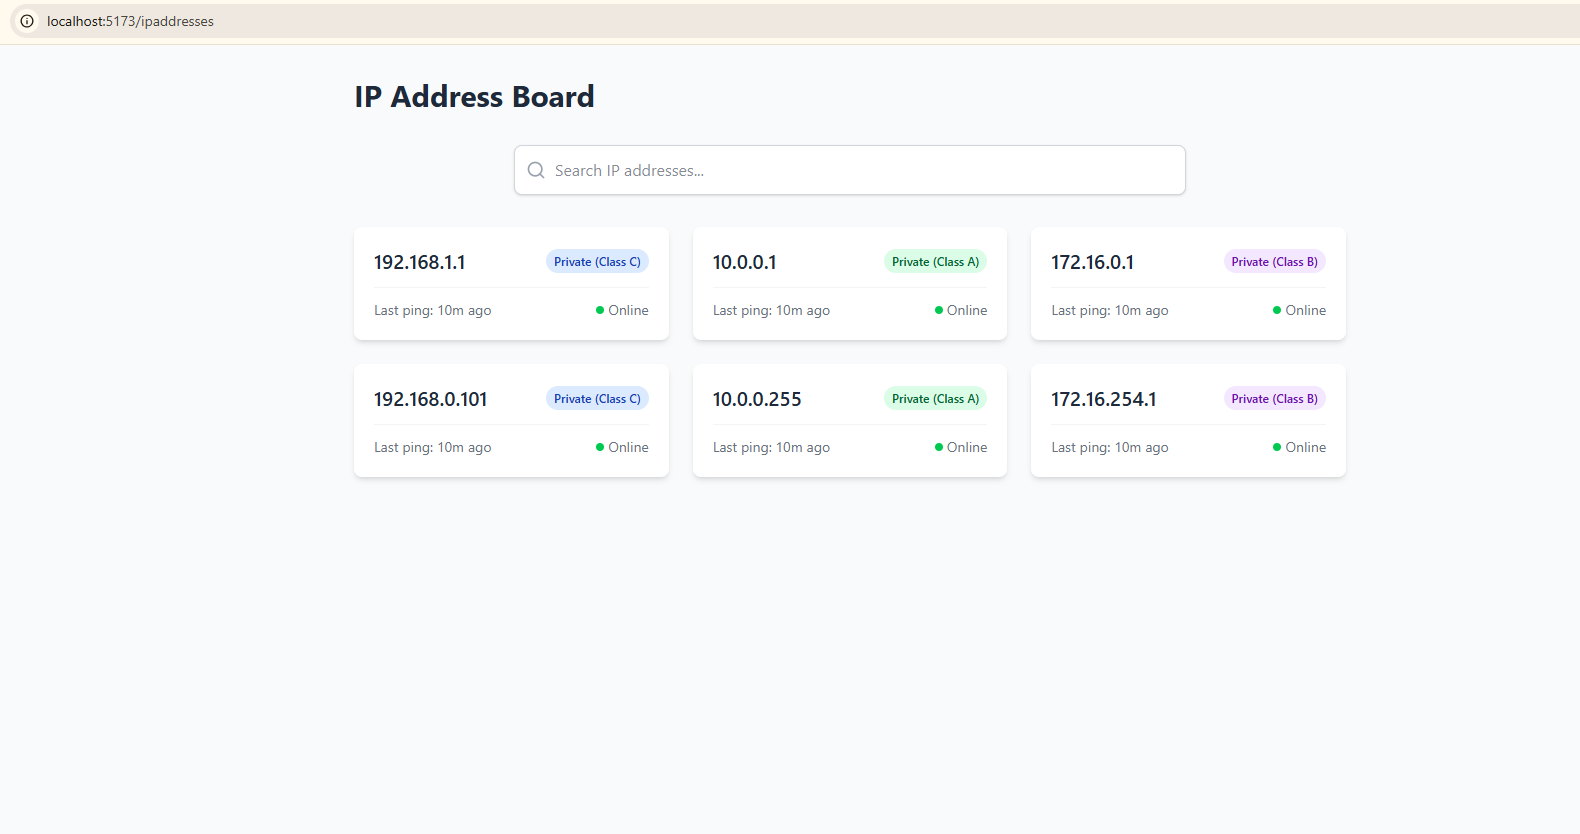 localhost:5173/ipaddresses
IP Address Board
Search IP addresses...
192.168.1.1 Private (Class C) 10.0.0.1 Private (Class A) 172.16.0.1 Private (Class B)
Last ping: 10m ago Online Last ping: 10m ago Online Last ping: 10m ago Online
192.168.0.101 Private (Class C) 10.0.0.255 Private (Class A) 172.16.254.1 Private (Class B)
Last ping: 10m ago Online Last ping: 10m ago Online Last ping: 10m ago Online